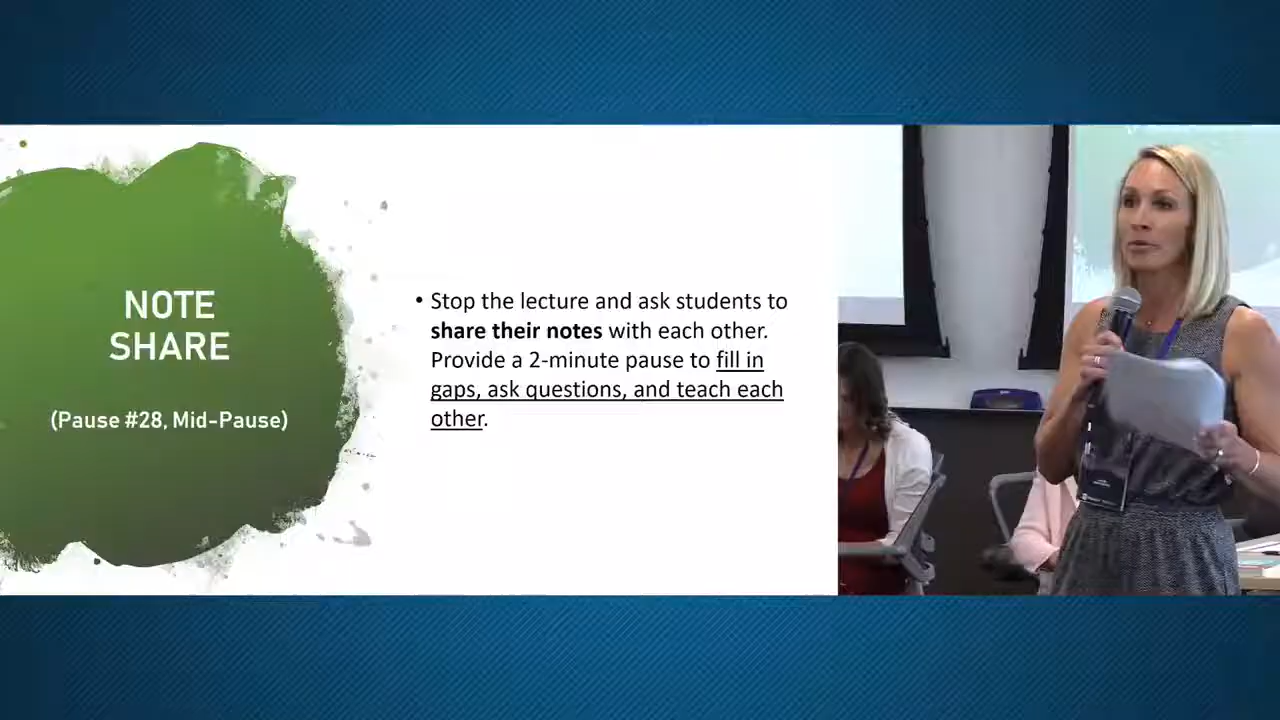 NOTE
SHARE
(Pause #28, Mid-Pause)
• Stop the lecture and ask students to
share their notes with each other.
Provide a 2-minute pause to fill in
gaps, ask questions, and teach each
other.